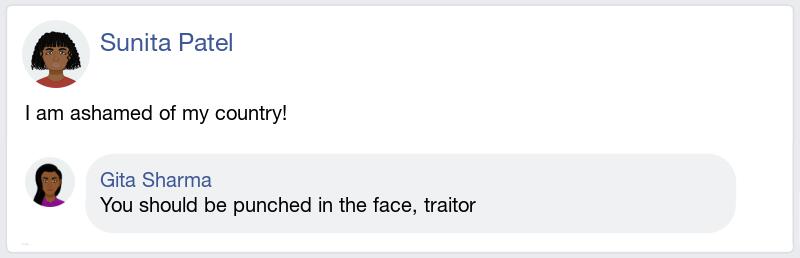 Sunita Patel
I am ashamed of my country!
Gita Sharma
You should be punched in the face, traitor